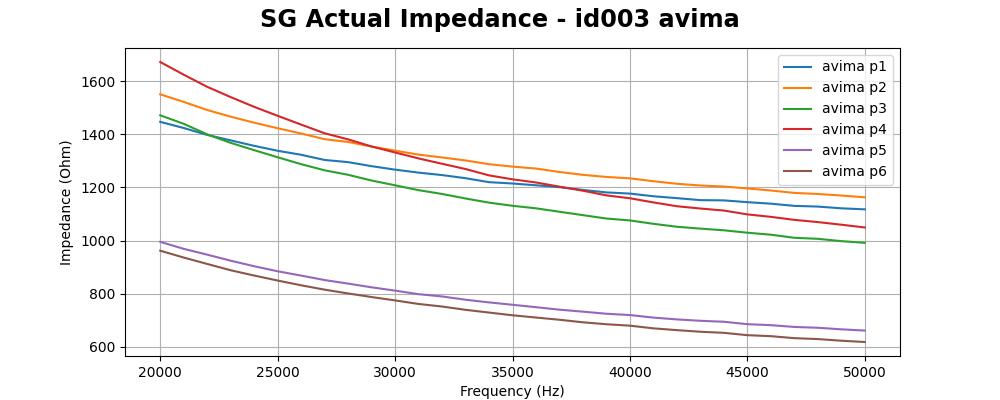 SG Actual Impedance - id003 avima
Impedance (Ohm)
1600
1400
1200
1000
800
600
avima p1
avima p2
avima p3
avima p4
avima p5
avima p6
20000 25000 30000 35000 40000 45000 50000
Frequency (Hz)